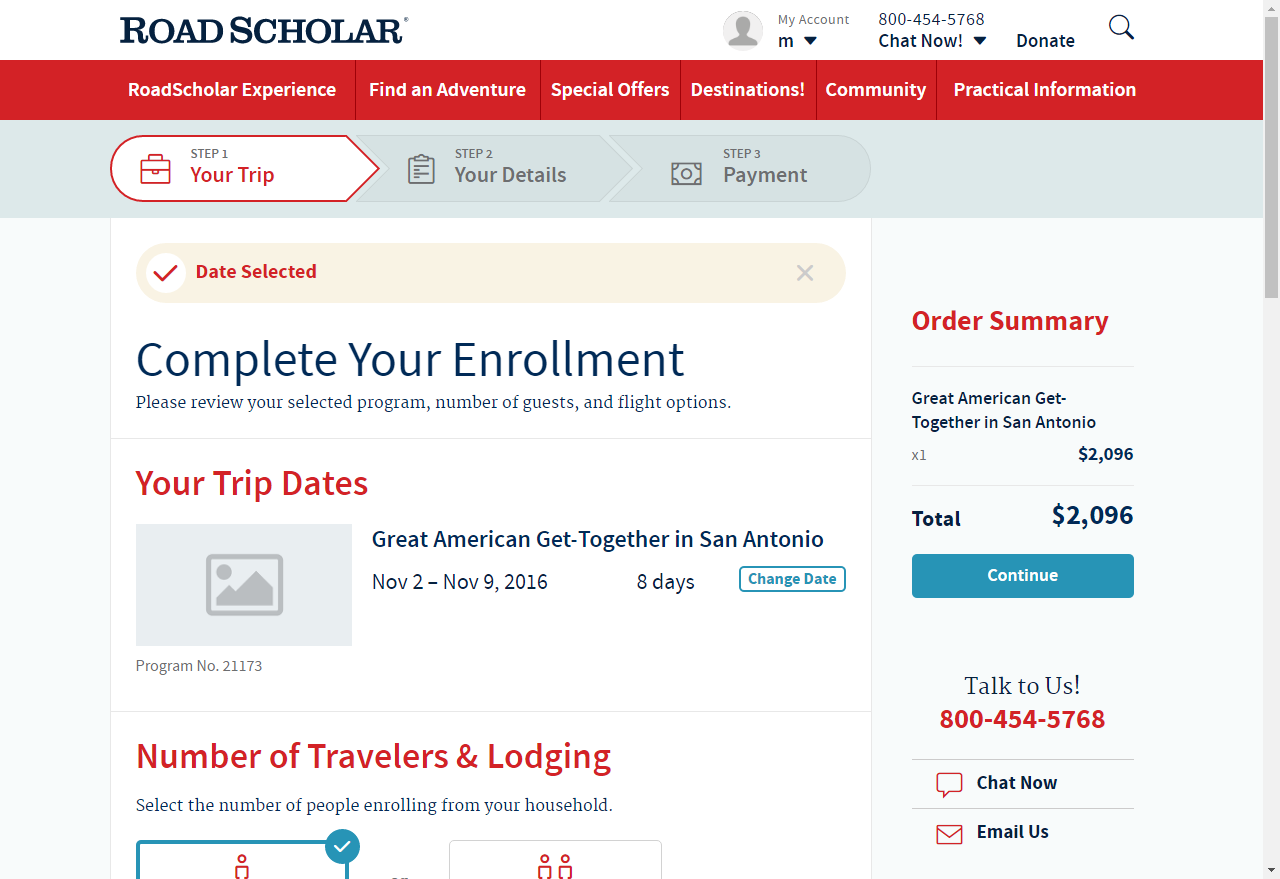 ROAD SCHOLAR®
My Account
m
800-454-5768
Chat Now!
Donate
RoadScholar Experience
Find an Adventure
Special Offers
Destinations!
Community
Practical Information
STEP 1
Your Trip
STEP 2
Your Details
STEP 3
Payment
Date Selected
Complete Your Enrollment
Please review your selected program, number of guests, and flight options.
Your Trip Dates
Great American Get-Together in San Antonio
Nov 2 – Nov 9, 2016
8 days
Change Date
Program No. 21173
Number of Travelers & Lodging
Select the number of people enrolling from your household.
Order Summary
Great American Get-
Together in San Antonio
x1
$2,096
Total
$2,096
Continue
Talk to Us!
800-454-5768
Chat Now
Email Us